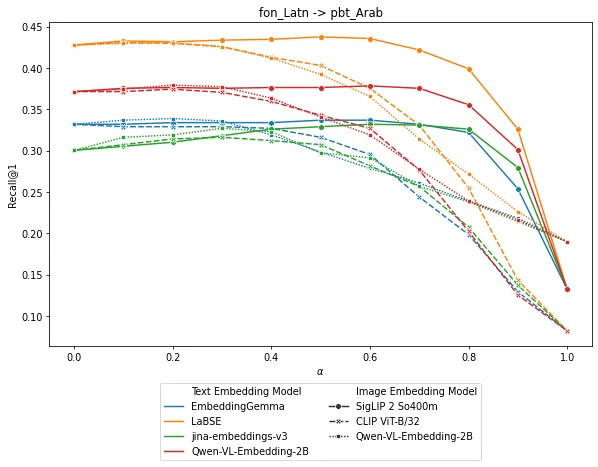 fon_Latn -> pbt_Arab
Recall@1
0.45
0.40
0.35
0.30
0.25
0.20
0.15
0.10
0.0 0.2 0.4 0.6 0.8 1.0
α
Text Embedding Model
EmbeddingGemma
LaBSE
jina-embeddings-v3
Qwen-VL-Embedding-2B
Image Embedding Model
SigLIP 2 So400m
CLIP ViT-B/32
Qwen-VL-Embedding-2B